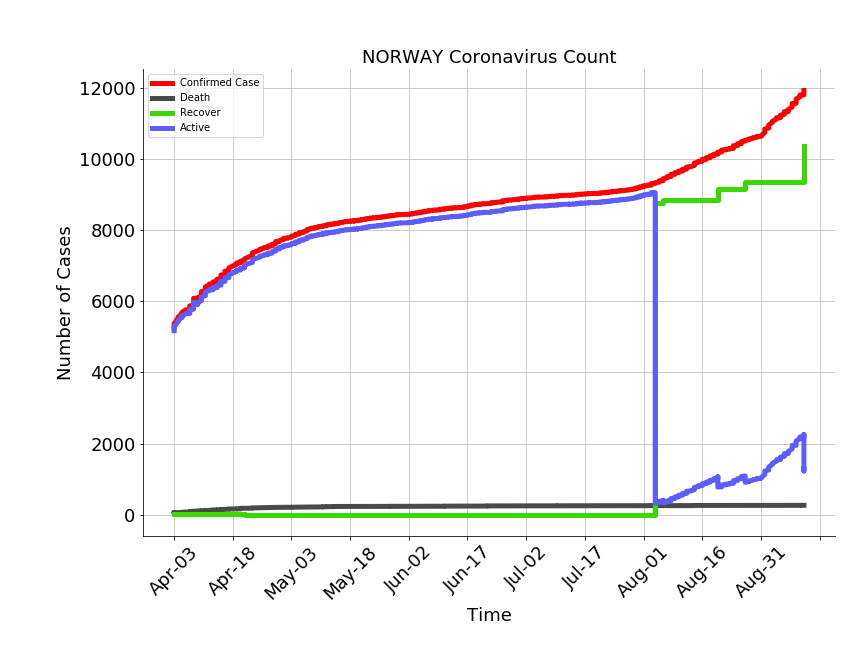 NORWAY Coronavirus Count
Confirmed Case
Death
Recover
Active
12000
10000
8000
6000
4000
2000
0
Number of Cases
Apr-03
Apr-18
May-03
May-18
Jun-02
Jun-17
Jul-02
Jul-17
Aug-01
Aug-16
Aug-31
Time